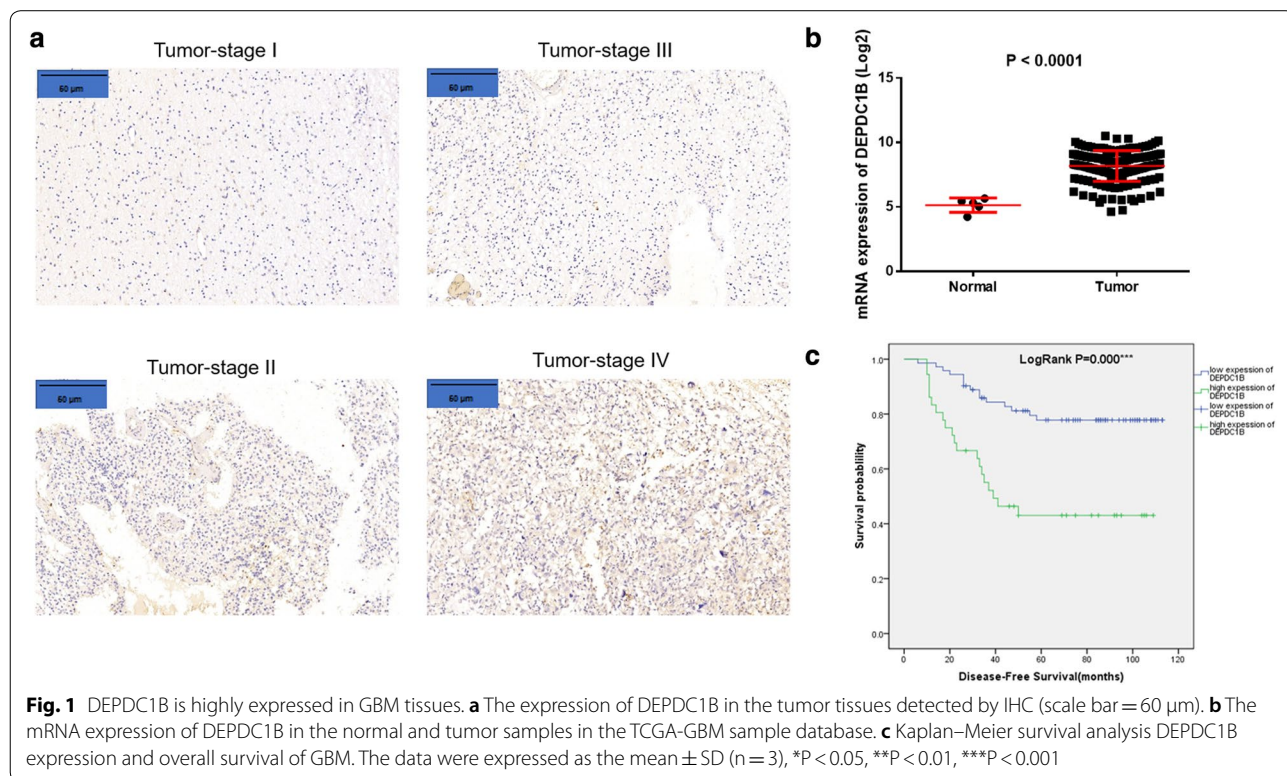 a
Tumor-stage I
60 µm
Tumor-stage III
60 µm
Tumor-stage II
60 µm
Tumor-stage IV
60 µm
b
P < 0.0001
mRNA expression of DEPDC1B (Log2)
15
10
5
0
Normal
Tumor
c
LogRank P=0.000***
low expension of
DEPDC1B
high expension of
DEPDC1B
low expension of
DEPDC1B
high expension of
DEPDC1B
Survival probablility
1.0
0.8
0.6
0.4
0.2
0.0
0
20
40
60
80
100
120
Disease-Free Survival(months)
Fig. 1 DEPDC1B is highly expressed in GBM tissues. a The expression of DEPDC1B in the tumor tissues detected by IHC (scale bar = 60 µm). b The
mRNA expression of DEPDC1B in the normal and tumor samples in the TCGA-GBM sample database. c Kaplan–Meier survival analysis DEPDC1B
expression and overall survival of GBM. The data were expressed as the mean ± SD (n = 3), *P < 0.05, **P < 0.01, ***P < 0.001